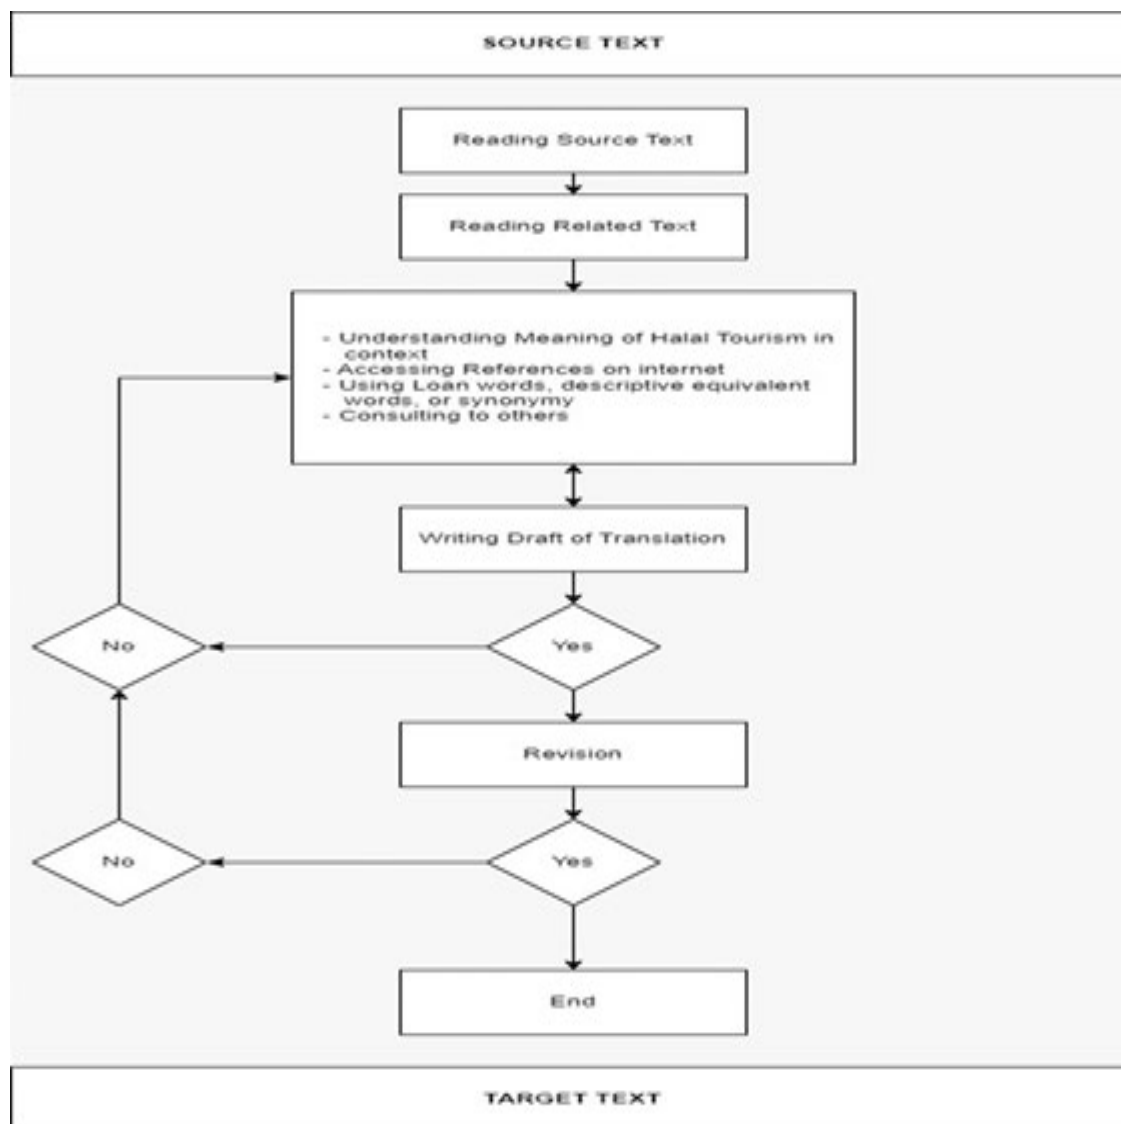 SOURCE TEXT
Reading Source Text
Reading Related Text
- Understanding Meaning of Halal Tourism in
context
- Accessing References on internet
- Using Loan words, descriptive equivalent
words, or synonymy
- Consulting to others
Writing Draft of Translation
No
Yes
Revision
No
Yes
End
TARGET TEXT